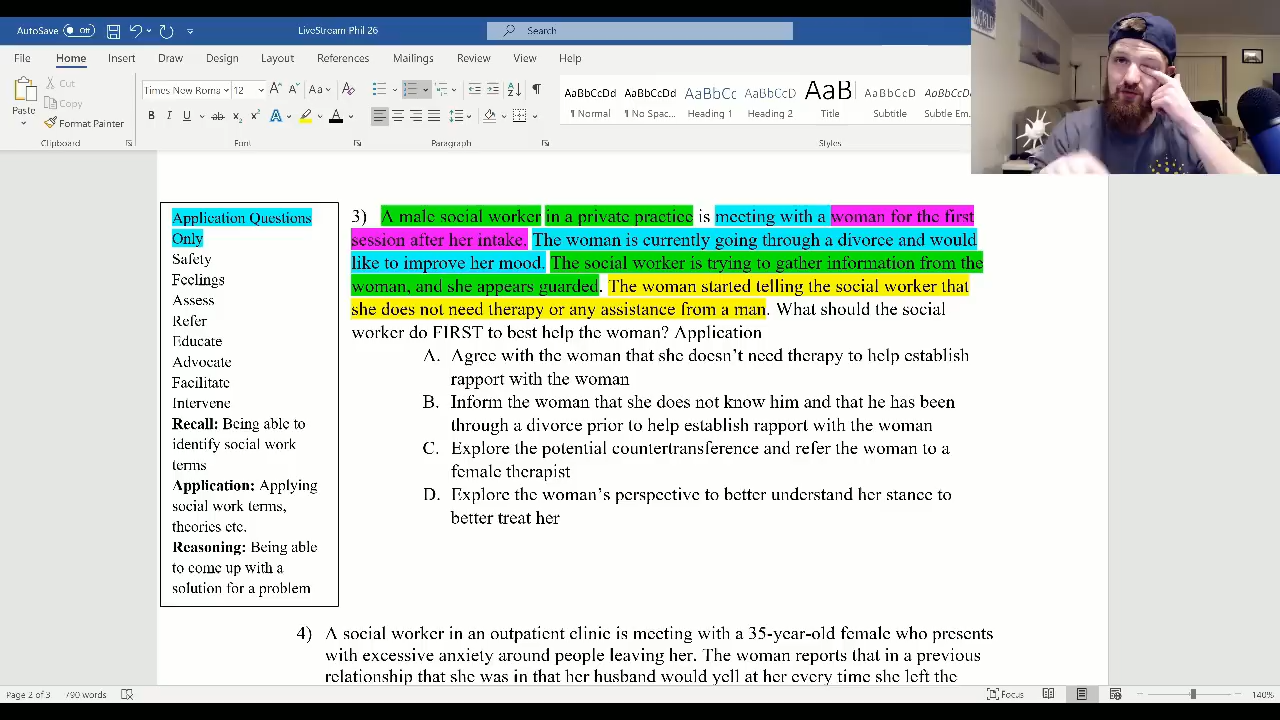 AutoSave Off LiveStream Phil 26 Search
File Home Insert Draw Design Layout References Mailings Review View Help
Paste
Cut
Copy
Format Painter
Clipboard
Times New Roma 12
Font
Paragraph
AaBbCcDd AaBbCcDd AaBbCc AaBbCcD AaB AaBbCcD AaBbCcDd
¶ Normal ¶ No Spac... Heading 1 Heading 2 Title Subtitle Subtle Em...
Styles
WORLD
Application Questions
Only
Safety
Feelings
Assess
Refer
Educate
Advocate
Facilitate
Intervene
Recall: Being able to
identify social work
terms
Application: Applying
social work terms,
theories etc.
Reasoning: Being able
to come up with a
solution for a problem
3) A male social worker in a private practice is meeting with a woman for the first
session after her intake. The woman is currently going through a divorce and would
like to improve her mood. The social worker is trying to gather information from the
woman, and she appears guarded. The woman started telling the social worker that
she does not need therapy or any assistance from a man. What should the social
worker do FIRST to best help the woman? Application
A. Agree with the woman that she doesn't need therapy to help establish
rapport with the woman
B. Inform the woman that she does not know him and that he has been
through a divorce prior to help establish rapport with the woman
C. Explore the potential countertransference and refer the woman to a
female therapist
D. Explore the woman's perspective to better understand her stance to
better treat her
4) A social worker in an outpatient clinic is meeting with a 35-year-old female who presents
with excessive anxiety around people leaving her. The woman reports that in a previous
relationship that she was in that her husband would yell at her every time she left the
Page 2 of 3 790 words Focus 140%